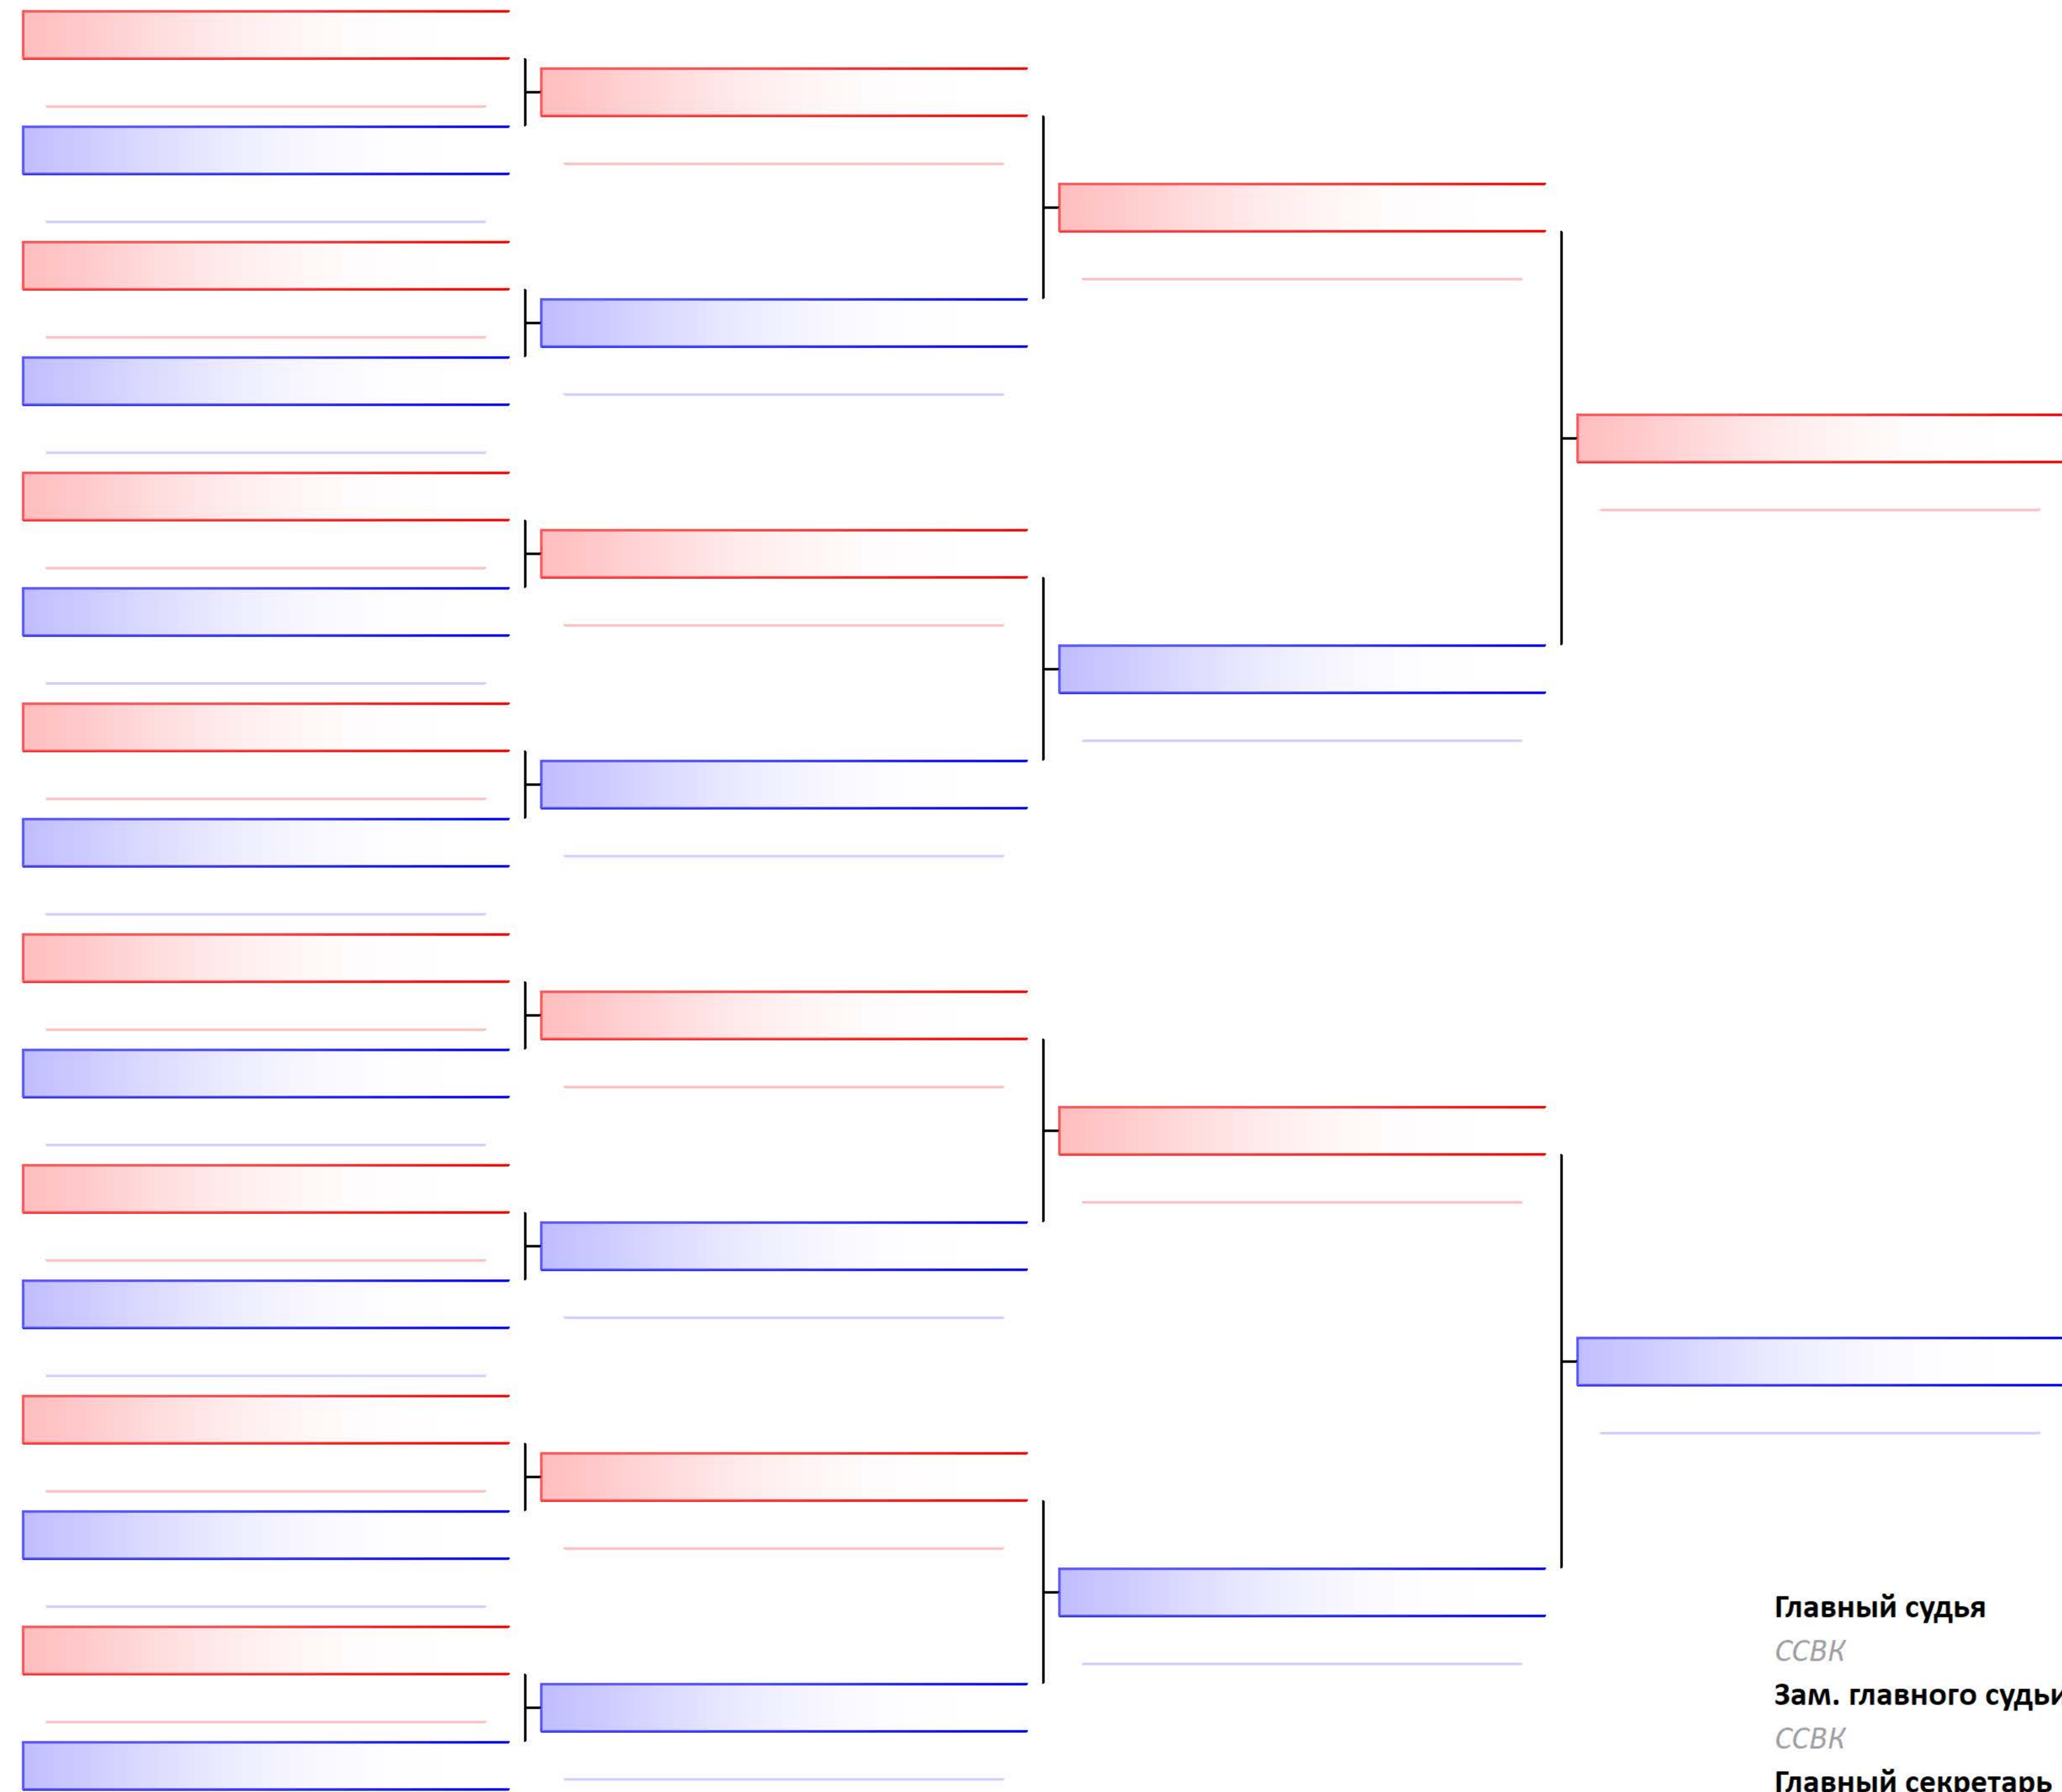 Главный судья
ССВК
Зам. главного судьи
ССВК
Главный секретарь